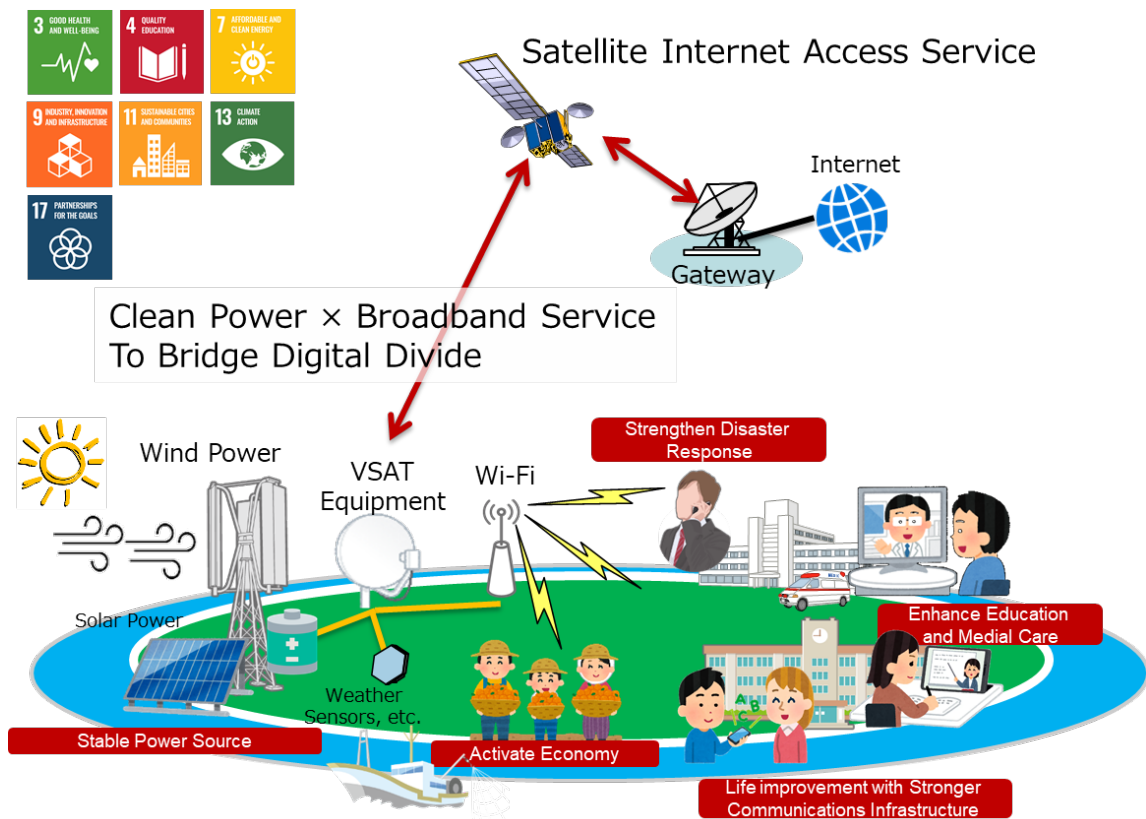 3 GOOD HEALTH
AND WELL-BEING
4 QUALITY
EDUCATION
7 AFFORDABLE AND
CLEAN ENERGY
9 INDUSTRY, INNOVATION
AND INFRASTRUCTURE
11 SUSTAINABLE CITIES
AND COMMUNITIES
13 CLIMATE
ACTION
17 PARTNERSHIPS
FOR THE GOALS
Satellite Internet Access Service
Internet
Gateway
Clean Power × Broadband Service
To Bridge Digital Divide
Wind Power
VSAT
Equipment
Wi-Fi
Strengthen Disaster
Response
Solar Power
Enhance Education
and Medial Care
Weather
Sensors, etc.
A
B
C
Stable Power Source
Activate Economy
Life improvement with Stronger
Communications Infrastructure